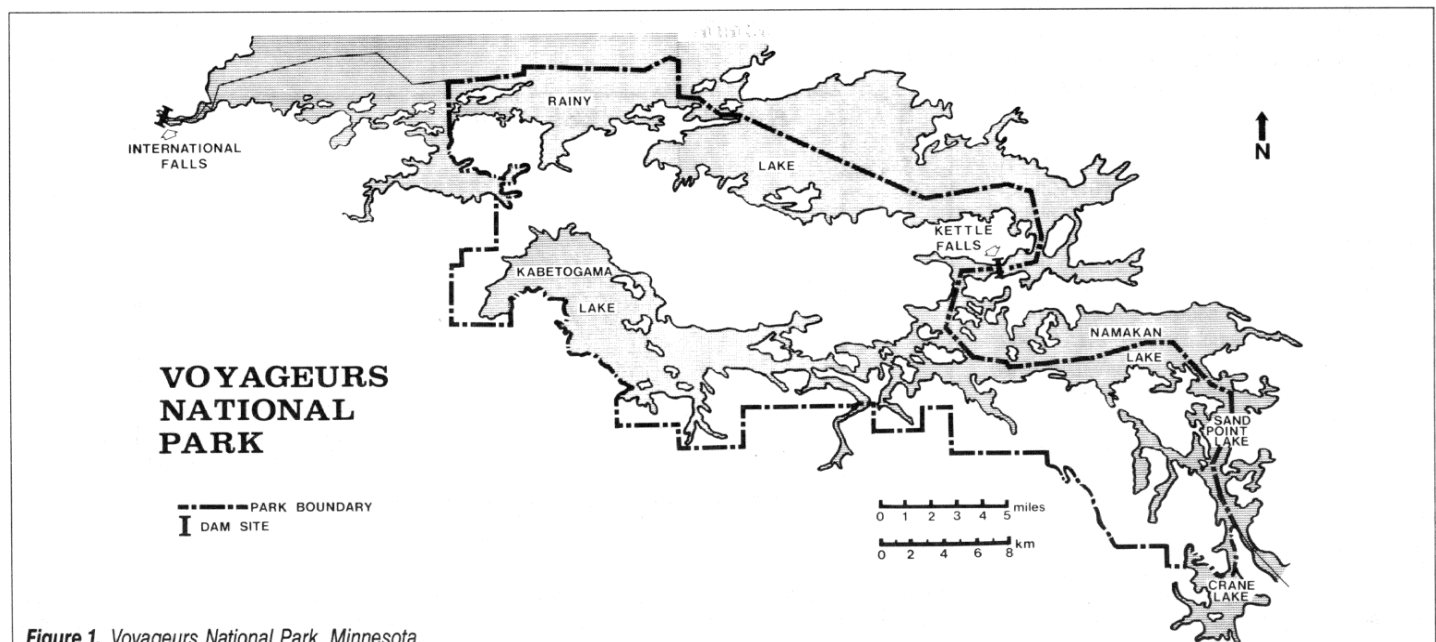 RAINY
INTERNATIONAL
FALLS
LAKE
N
KETTLE
FALLS
KABETOGAMA
LAKE
NAMAKAN
LAKE
VOYAGEURS
NATIONAL
PARK
SAND
POINT
LAKE
PARK BOUNDARY
DAM SITE
0 1 2 3 4 5 miles
0 2 4 6 8 km
CRANE
LAKE
Figure 1. Voyageurs National Park, Minnesota